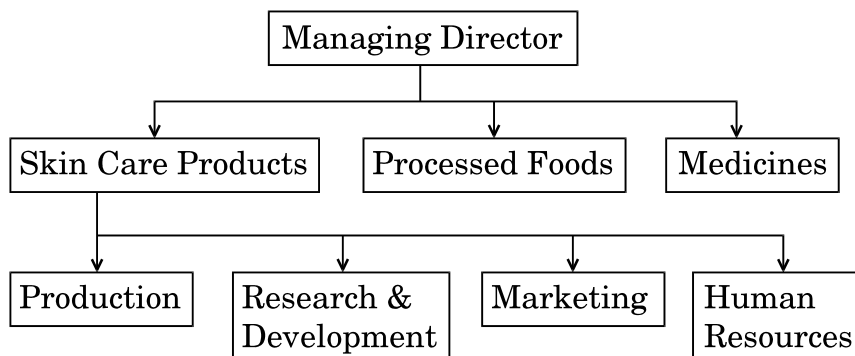 Managing Director
Skin Care Products
Processed Foods
Medicines
Production
Research &
Development
Marketing
Human
Resources